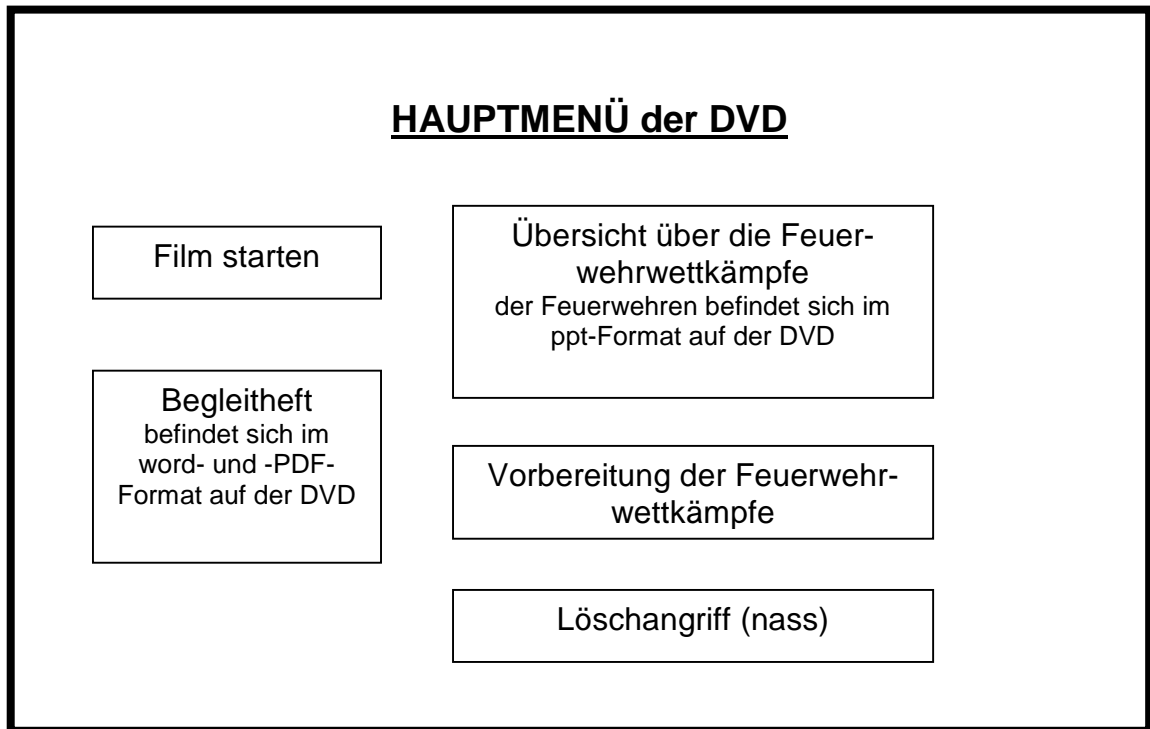 HAUPTMENÜ der DVD
Film starten
Begleitheft
befindet sich im
word- und -PDF-
Format auf der DVD
Übersicht über die Feuer-
wehrwettkämpfe
der Feuerwehren befindet sich im
ppt-Format auf der DVD
Vorbereitung der Feuerwehr-
wettkämpfe
Löschangriff (nass)